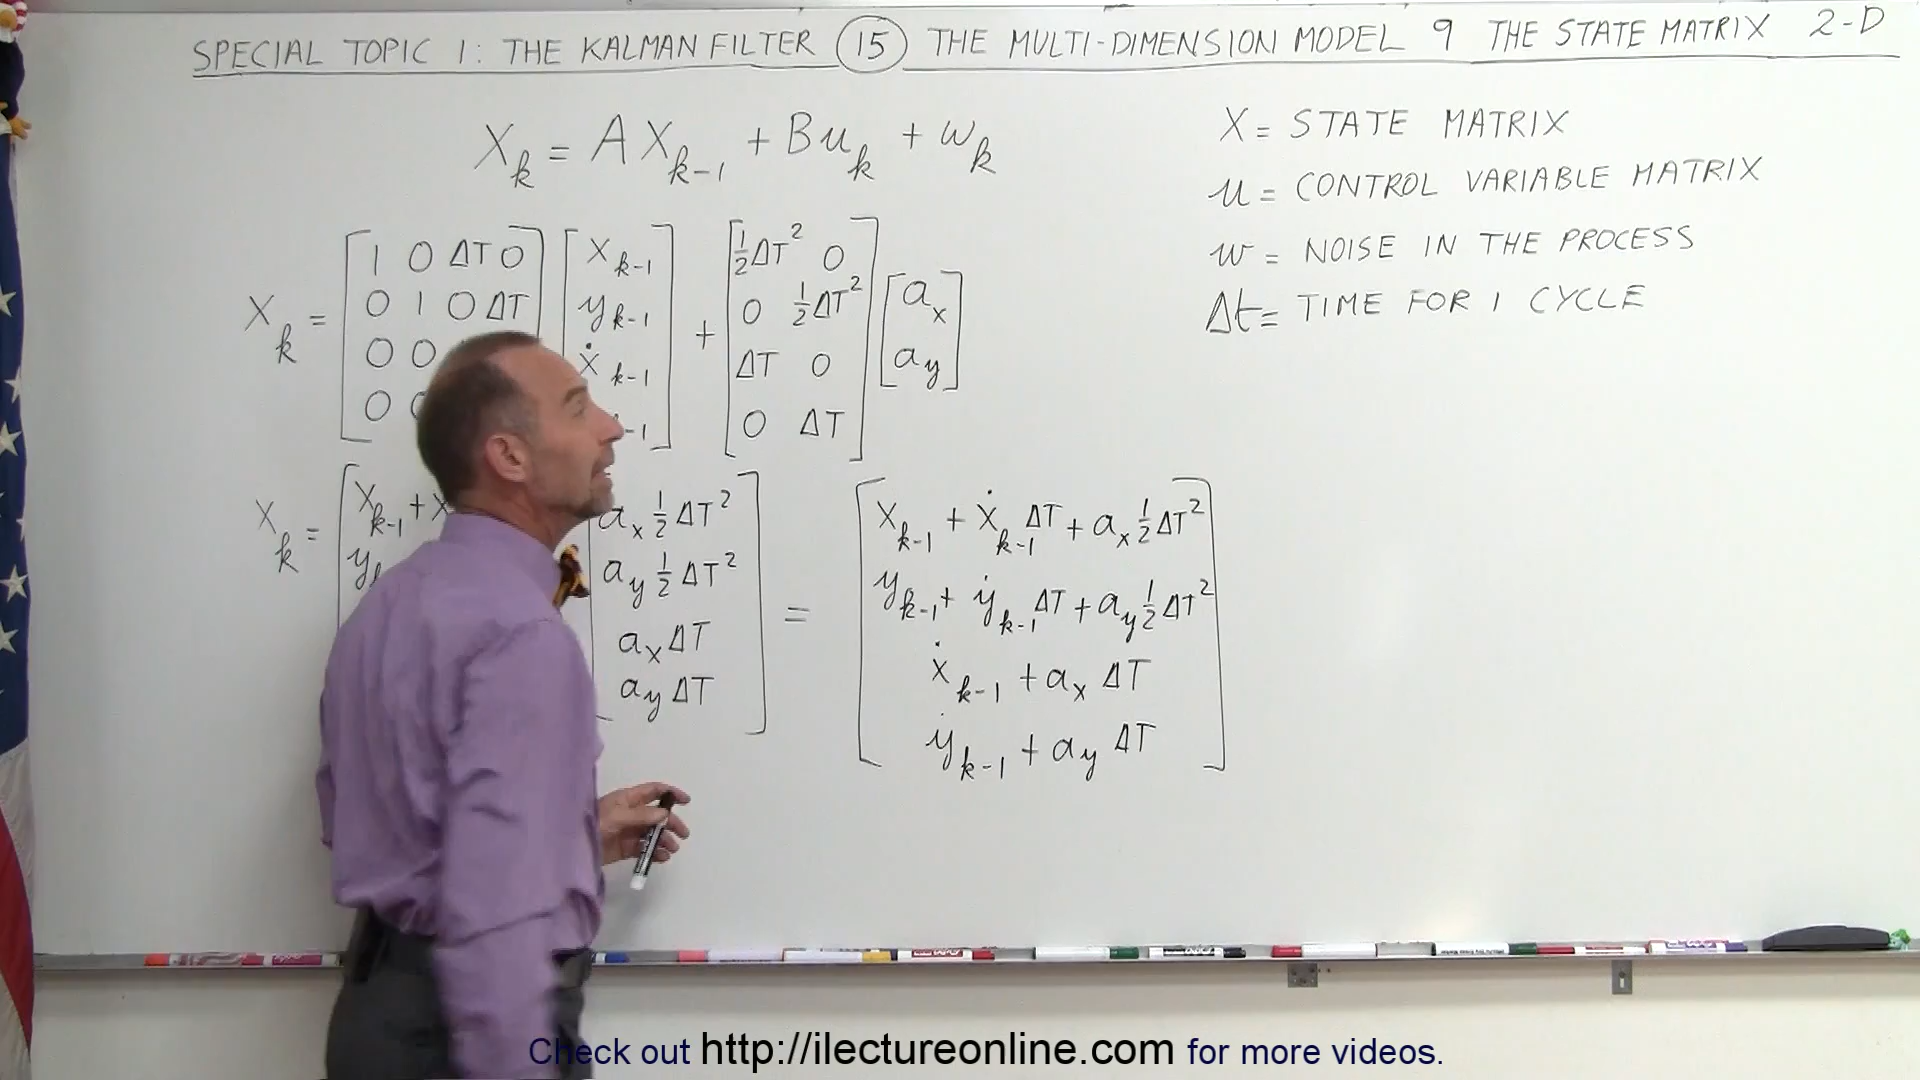 SPECIAL TOPIC 1: THE KALMAN FILTER (15) THE MULTI-DIMENSION MODEL 9 THE STATE MATRIX 2-D
X_k = A X_{k-1} + B u_k + w_k
X = STATE MATRIX
u = CONTROL VARIABLE MATRIX
w = NOISE IN THE PROCESS
Δt = TIME FOR 1 CYCLE
X_k = [1 0 ΔT 0] [x_{k-1}] + [½ΔT² 0] [a_x]
[0 1 0 ΔT] [y_{k-1}] [0 ½ΔT²] [a_y]
[0 0 [ẋ_{k-1}] [ΔT 0]
[0 -1] [0 ΔT]
X_k = [x_{k-1} + a_x ½ΔT²] = [x_{k-1} + ẋ_{k-1} ΔT + a_x ½ΔT²]
a_y ½ΔT²] [y_{k-1} + ẏ_{k-1} ΔT + a_y ½ΔT²]
a_x ΔT] [ẋ_{k-1} + a_x ΔT]
a_y ΔT] [ẏ_{k-1} + a_y ΔT]
Check out http://ilectureonline.com for more videos.